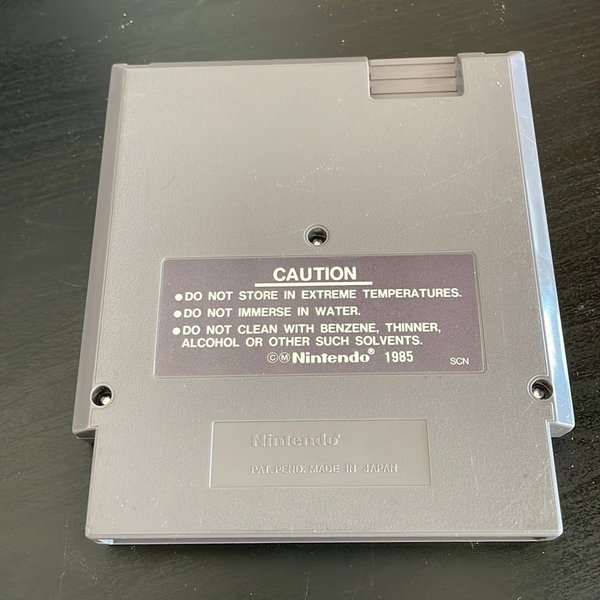 CAUTION
●DO NOT STORE IN EXTREME TEMPERATURES.
●DO NOT IMMERSE IN WATER.
●DO NOT CLEAN WITH BENZENE, THINNER,
ALCOHOL OR OTHER SUCH SOLVENTS.
©Ⓜ Nintendo® 1985 SCN
Nintendo®
PAT. PEND. MADE IN JAPAN